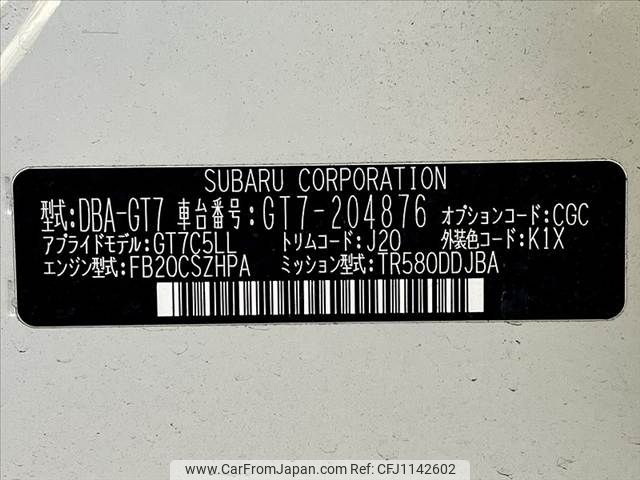 SUBARU CORPORATION
型式:DBA-GT7 車台番号:GT7-204876 オプションコード:CGC
アプライドモデル:GT7C5LL トリムコード:J20 外装色コード:K1X
エンジン型式:FB20CSZHPA ミッション型式:TR580DDJBA
www.CarFromJapan.com • CFJ1142602